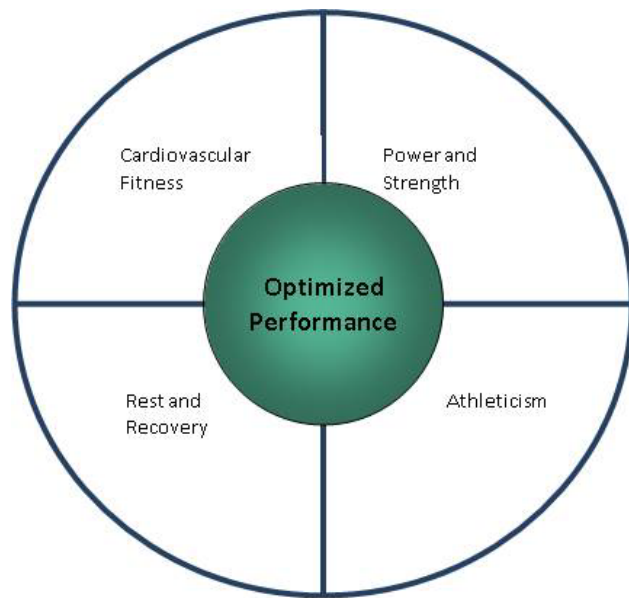 Cardiovascular
Fitness
Power and
Strength
Optimized
Performance
Rest and
Recovery
Athleticism